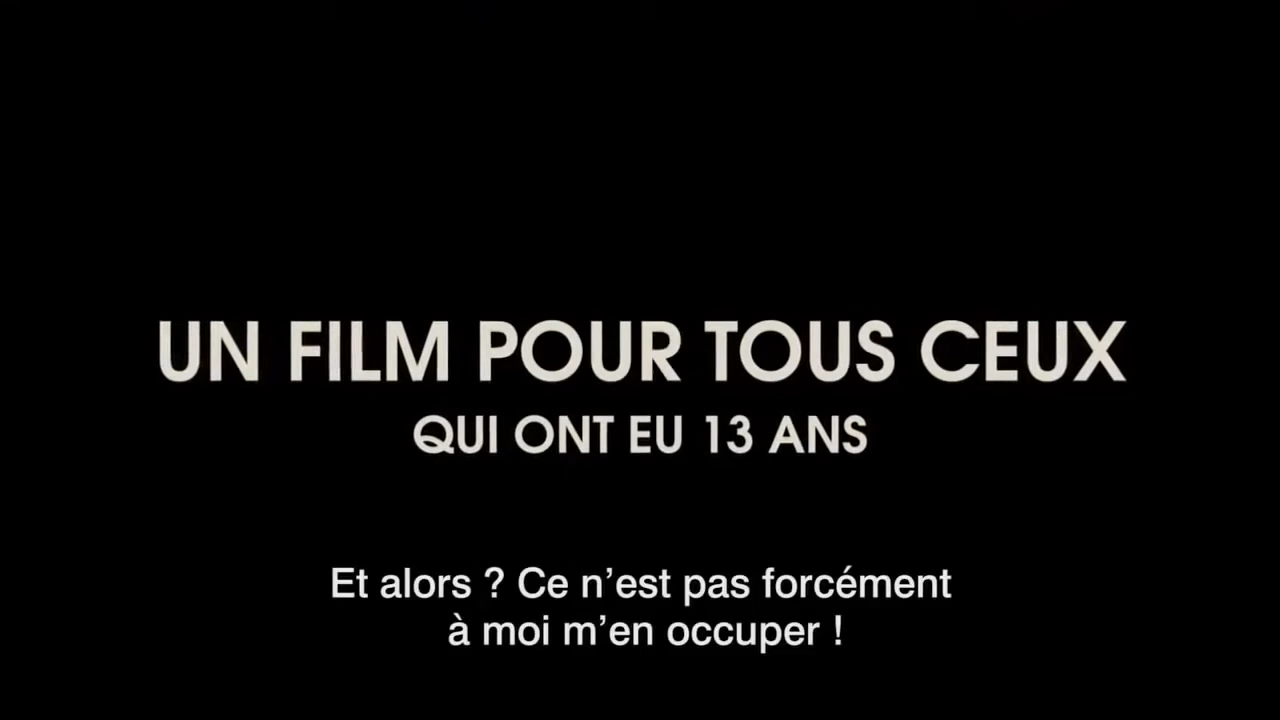 UN FILM POUR TOUS CEUX
QUI ONT EU 13 ANS
Et alors ? Ce n’est pas forcément
à moi m’en occuper !